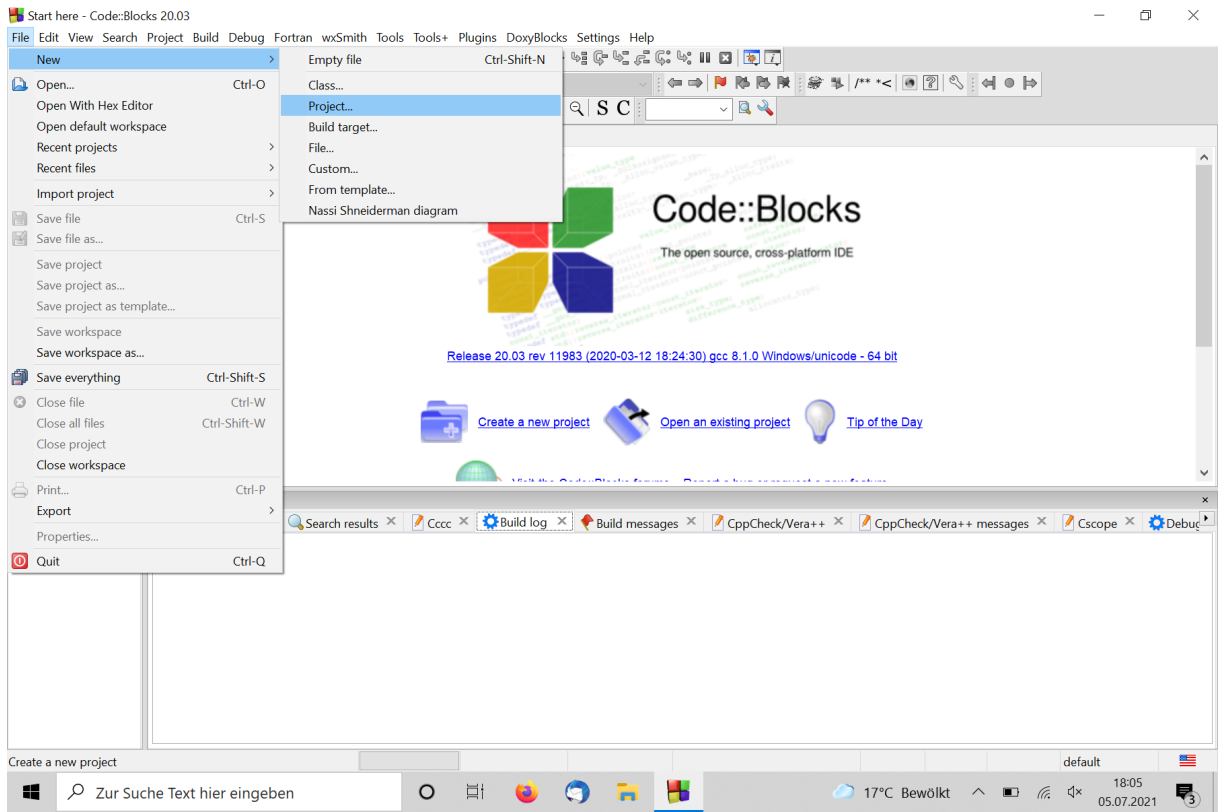 Start here - Code::Blocks 20.03
File Edit View Search Project Build Debug Fortran wxSmith Tools Tools+ Plugins DoxyBlocks Settings Help
New
Open... Ctrl-O
Open With Hex Editor
Open default workspace
Recent projects
Recent files
Import project
Save file Ctrl-S
Save file as...
Save project
Save project as...
Save project as template...
Save workspace
Save workspace as...
Save everything Ctrl-Shift-S
Close file Ctrl-W
Close all files Ctrl-Shift-W
Close project
Close workspace
Print... Ctrl-P
Export
Properties...
Quit Ctrl-Q
Empty file Ctrl-Shift-N
Class...
Project...
Build target...
File...
Custom...
From template...
Nassi Shneiderman diagram
/** *<
S C
Code::Blocks
The open source, cross-platform IDE
Release 20.03 rev 11983 (2020-03-12 18:24:30) gcc 8.1.0 Windows/unicode - 64 bit
Create a new project Open an existing project Tip of the Day
Search results Cccc Build log Build messages CppCheck/Vera++ CppCheck/Vera++ messages Cscope Debug
Create a new project default
Zur Suche Text hier eingeben 17°C Bewölkt 18:05
05.07.2021 3